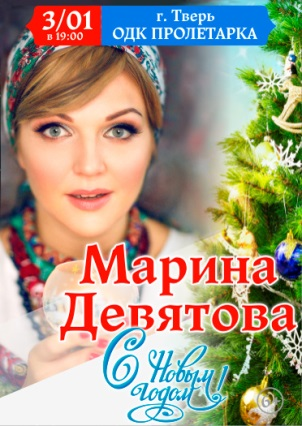 3/01
в 19:00
г. Тверь
ОДК ПРОЛЕТАРКА
Марина
Девятова
С Новым
годом!